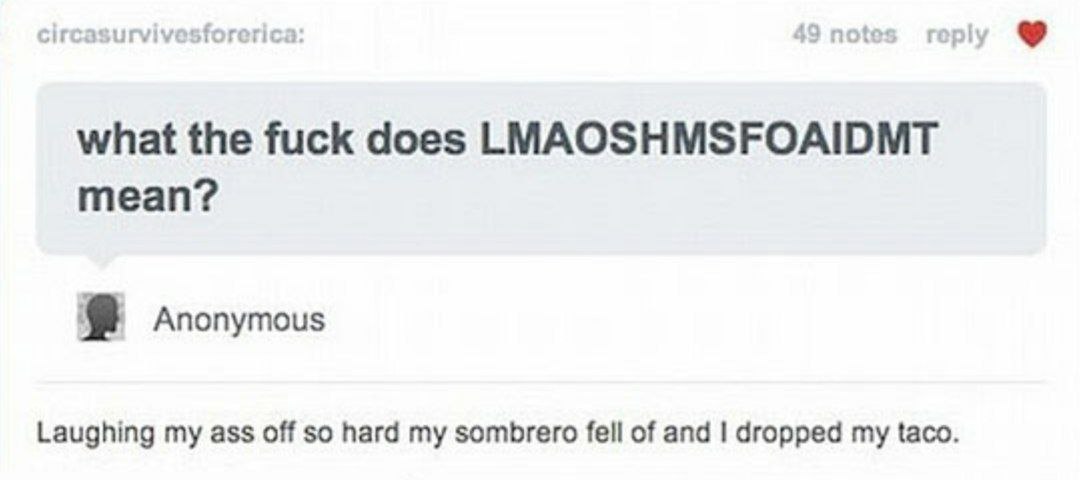 circasurvivesforerica: 49 notes reply
what the fuck does LMAOSHMSFOAIDMT
mean?
Anonymous
Laughing my ass off so hard my sombrero fell of and I dropped my taco.